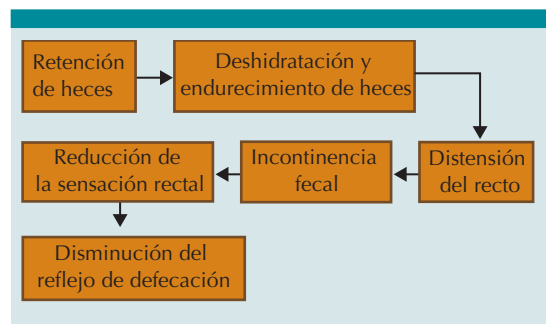 Retención
de heces
Deshidratación y
endurecimiento de heces
Distensión
del recto
Incontinencia
fecal
Reducción de
la sensación rectal
Disminución del
reflejo de defecación